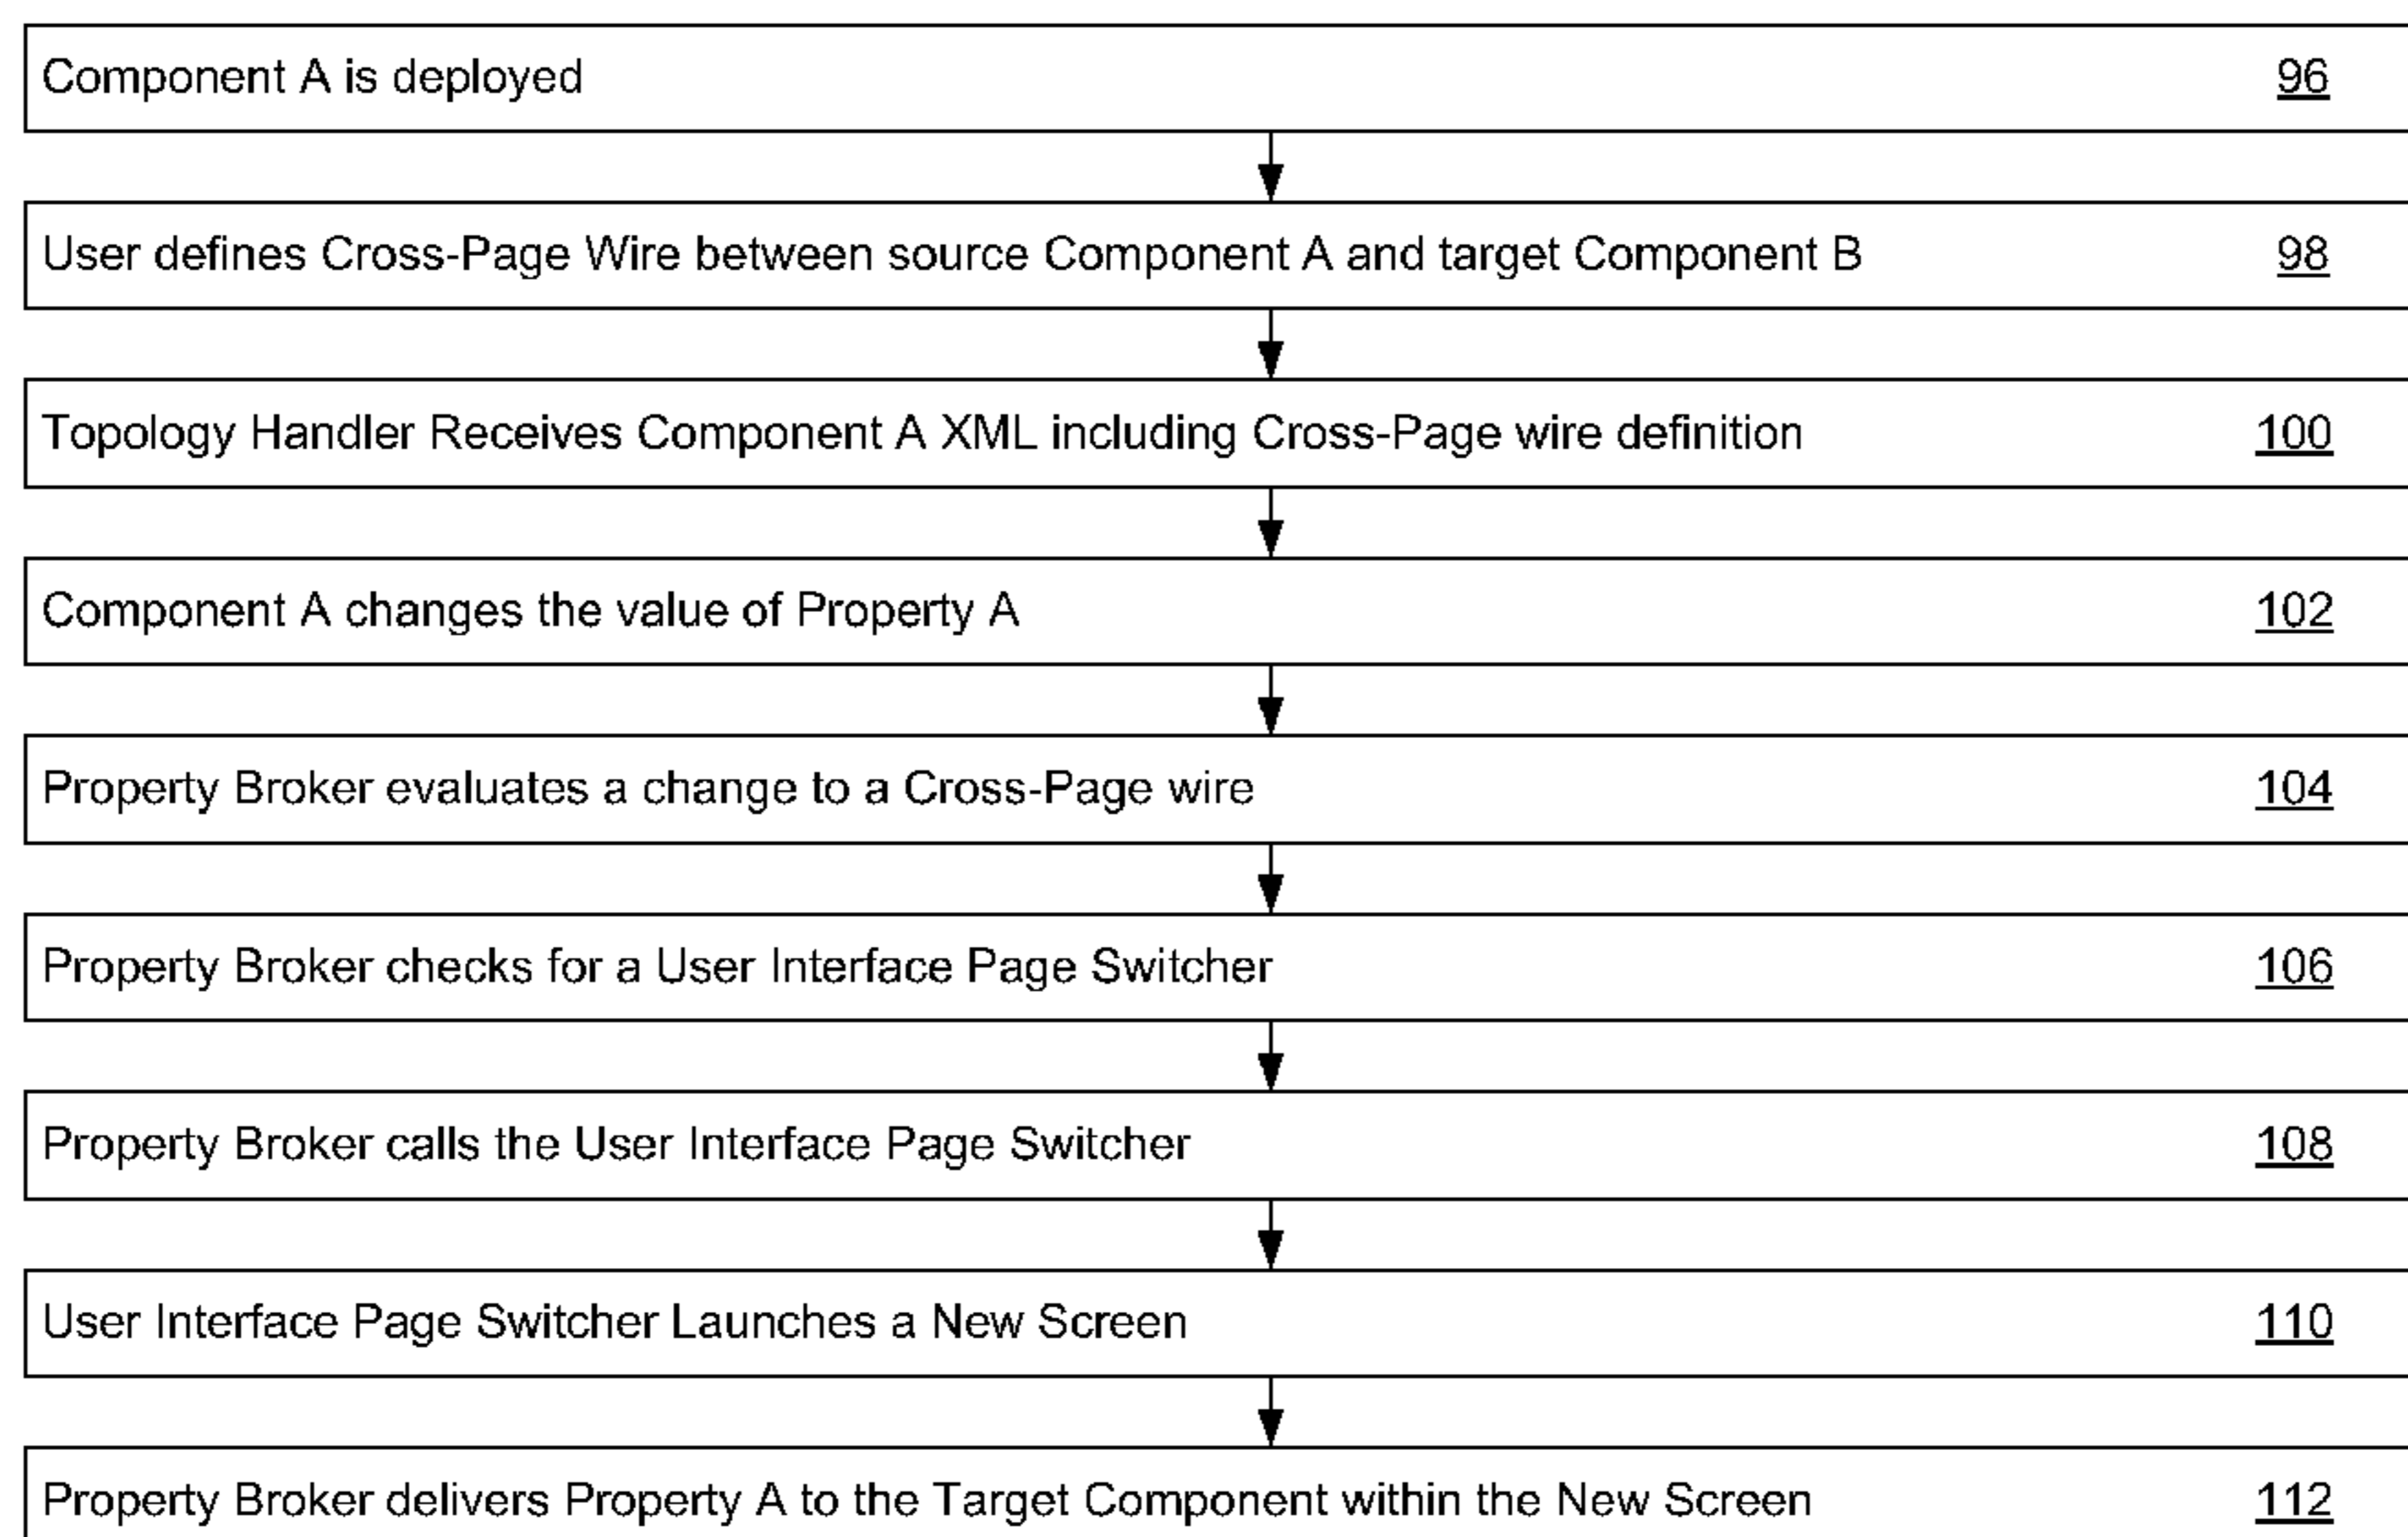 Component A is deployed 96
User defines Cross-Page Wire between source Component A and target Component B 98
Topology Handler Receives Component A XML including Cross-Page wire definition 100
Component A changes the value of Property A 102
Property Broker evaluates a change to a Cross-Page wire 104
Property Broker checks for a User Interface Page Switcher 106
Property Broker calls the User Interface Page Switcher 108
User Interface Page Switcher Launches a New Screen 110
Property Broker delivers Property A to the Target Component within the New Screen 112